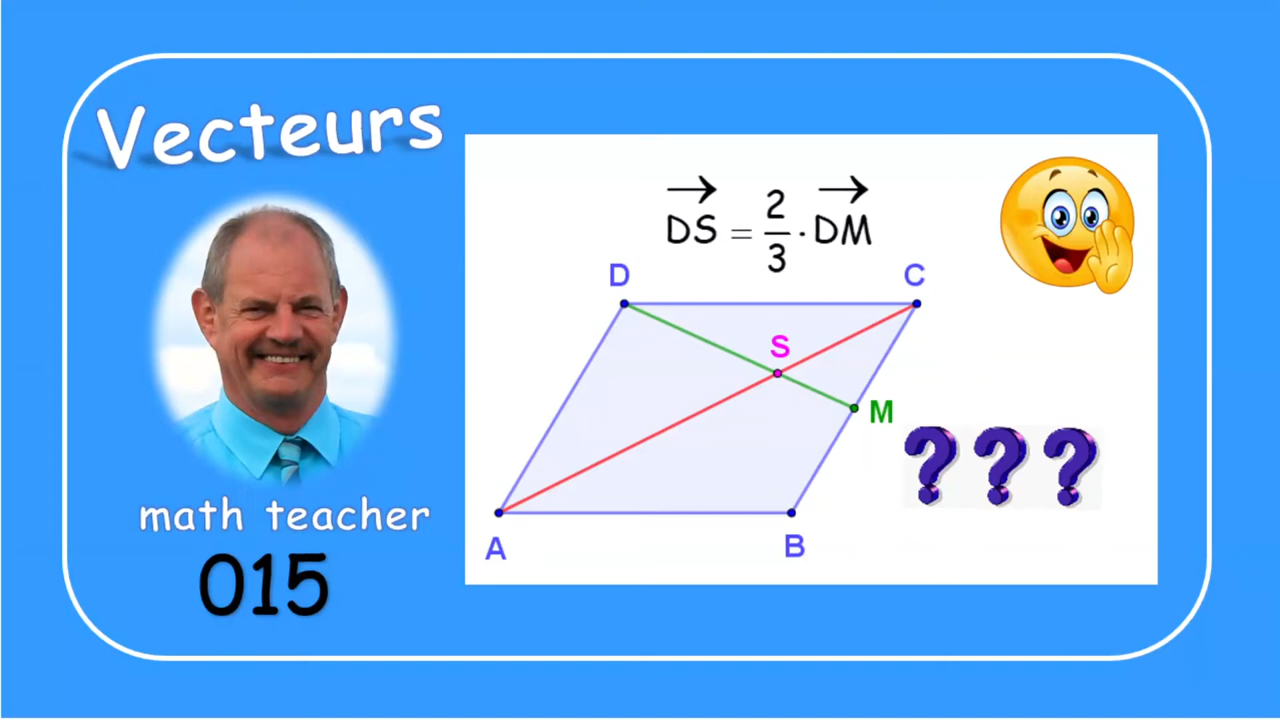 Vecteurs
math teacher
015
DS = 2/3 · DM
D
C
S
M
A
B
? ? ?